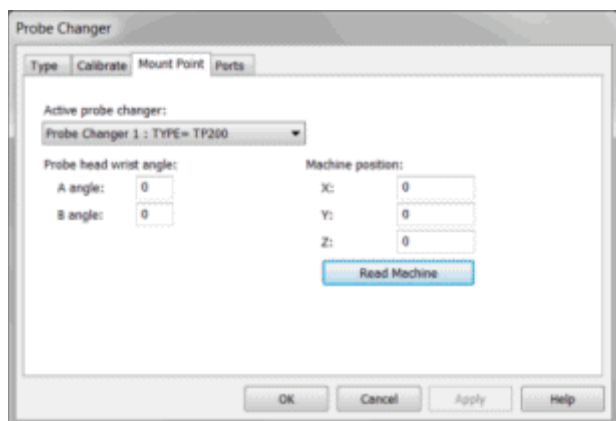 Probe Changer
Type Calibrate Mount Point Ports
Active probe changer:
Probe Changer 1 : TYPE= TP200
Probe head wrist angle: Machine position:
A angle: 0 X: 0
B angle: 0 Y: 0
Z: 0
Read Machine
OK Cancel Apply Help